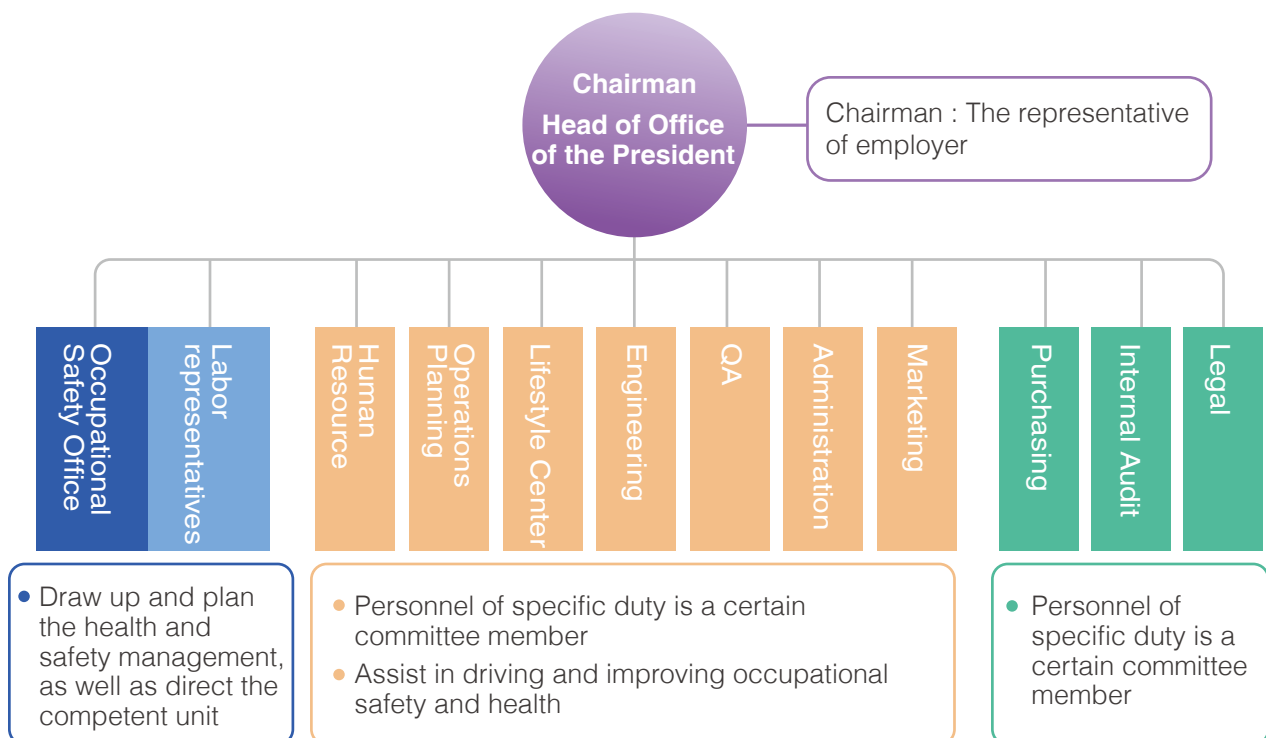 Chairman
Head of Office
of the President
Chairman : The representative
of employer
Occupational
Safety Office
Labor
representatives
Human
Resource
Operations
Planning
Lifestyle Center
Engineering
QA
Administration
Marketing
Purchasing
Internal Audit
Legal
Draw up and plan
the health and
safety management,
as well as direct the
competent unit
Personnel of specific duty is a certain
committee member
Assist in driving and improving occupational
safety and health
Personnel of
specific duty is a
certain committee
member